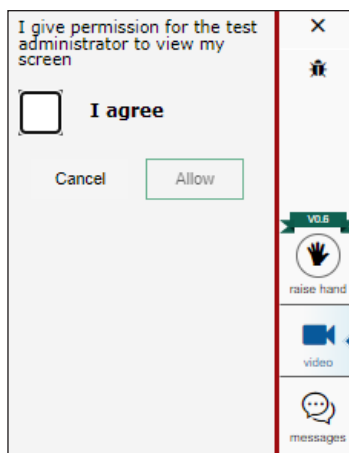 I give permission for the test
administrator to view my
screen
I agree
Cancel
Allow
V0.6
raise hand
video
messages